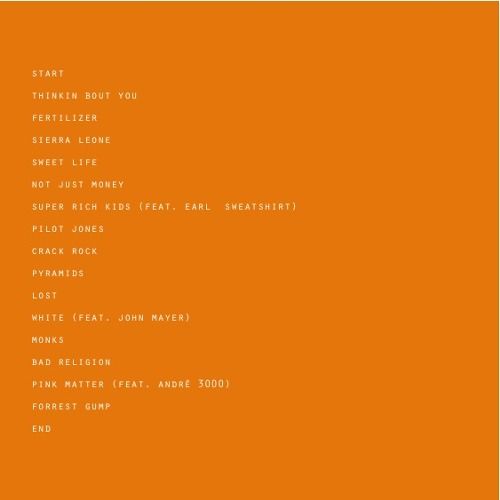 START
THINKIN BOUT YOU
FERTILIZER
SIERRA LEONE
SWEET LIFE
NOT JUST MONEY
SUPER RICH KIDS (FEAT. EARL SWEATSHIRT)
PILOT JONES
CRACK ROCK
PYRAMIDS
LOST
WHITE (FEAT. JOHN MAYER)
MONKS
BAD RELIGION
PINK MATTER (FEAT. ANDRÉ 3000)
FORREST GUMP
END